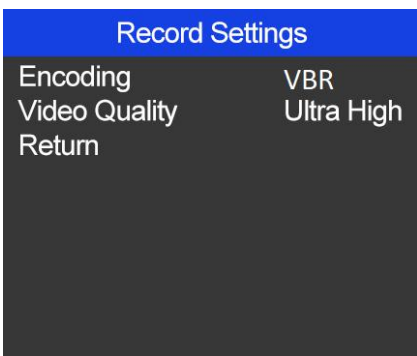 Record Settings
Encoding VBR
Video Quality Ultra High
Return